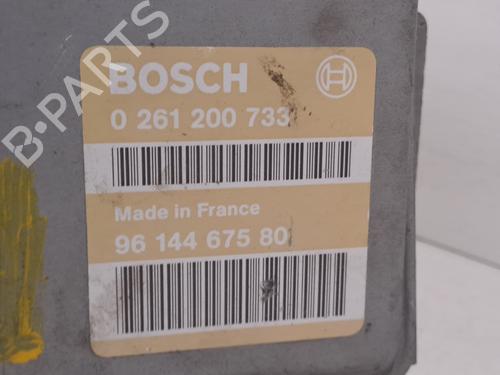 B-PARTS
BOSCH
0 261 200 733
Made in France
96 144 675 80